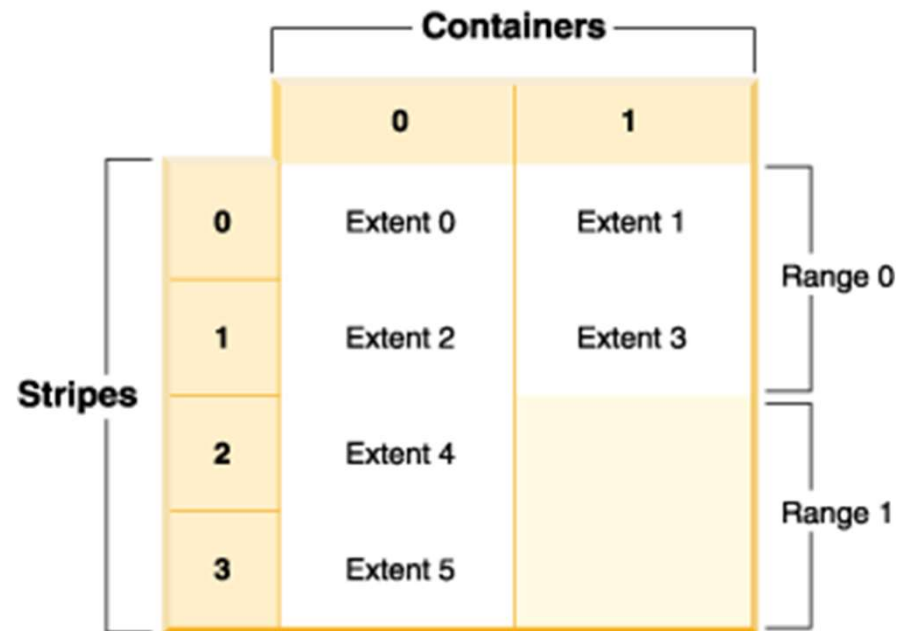 Containers
0 1
0 Extent 0 Extent 1
Range 0
1 Extent 2 Extent 3
Stripes
2 Extent 4
Range 1
3 Extent 5